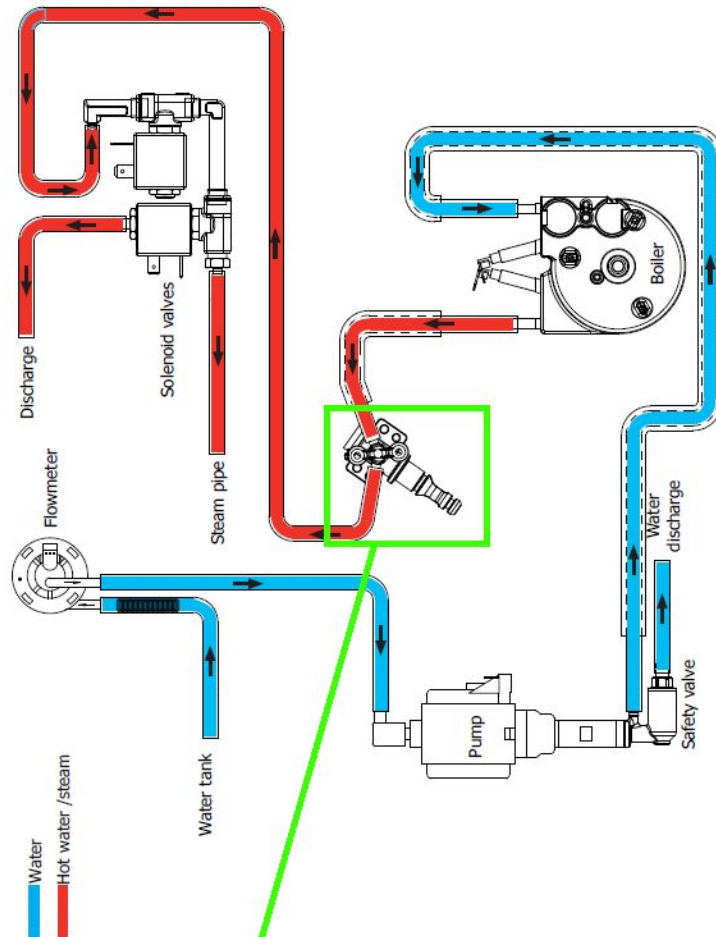 Discharge
Solenoid valves
Steam pipe
Boiler
Flowmeter
Water tank
Pump
Water
discharge
Safety valve
Water
Hot water /steam